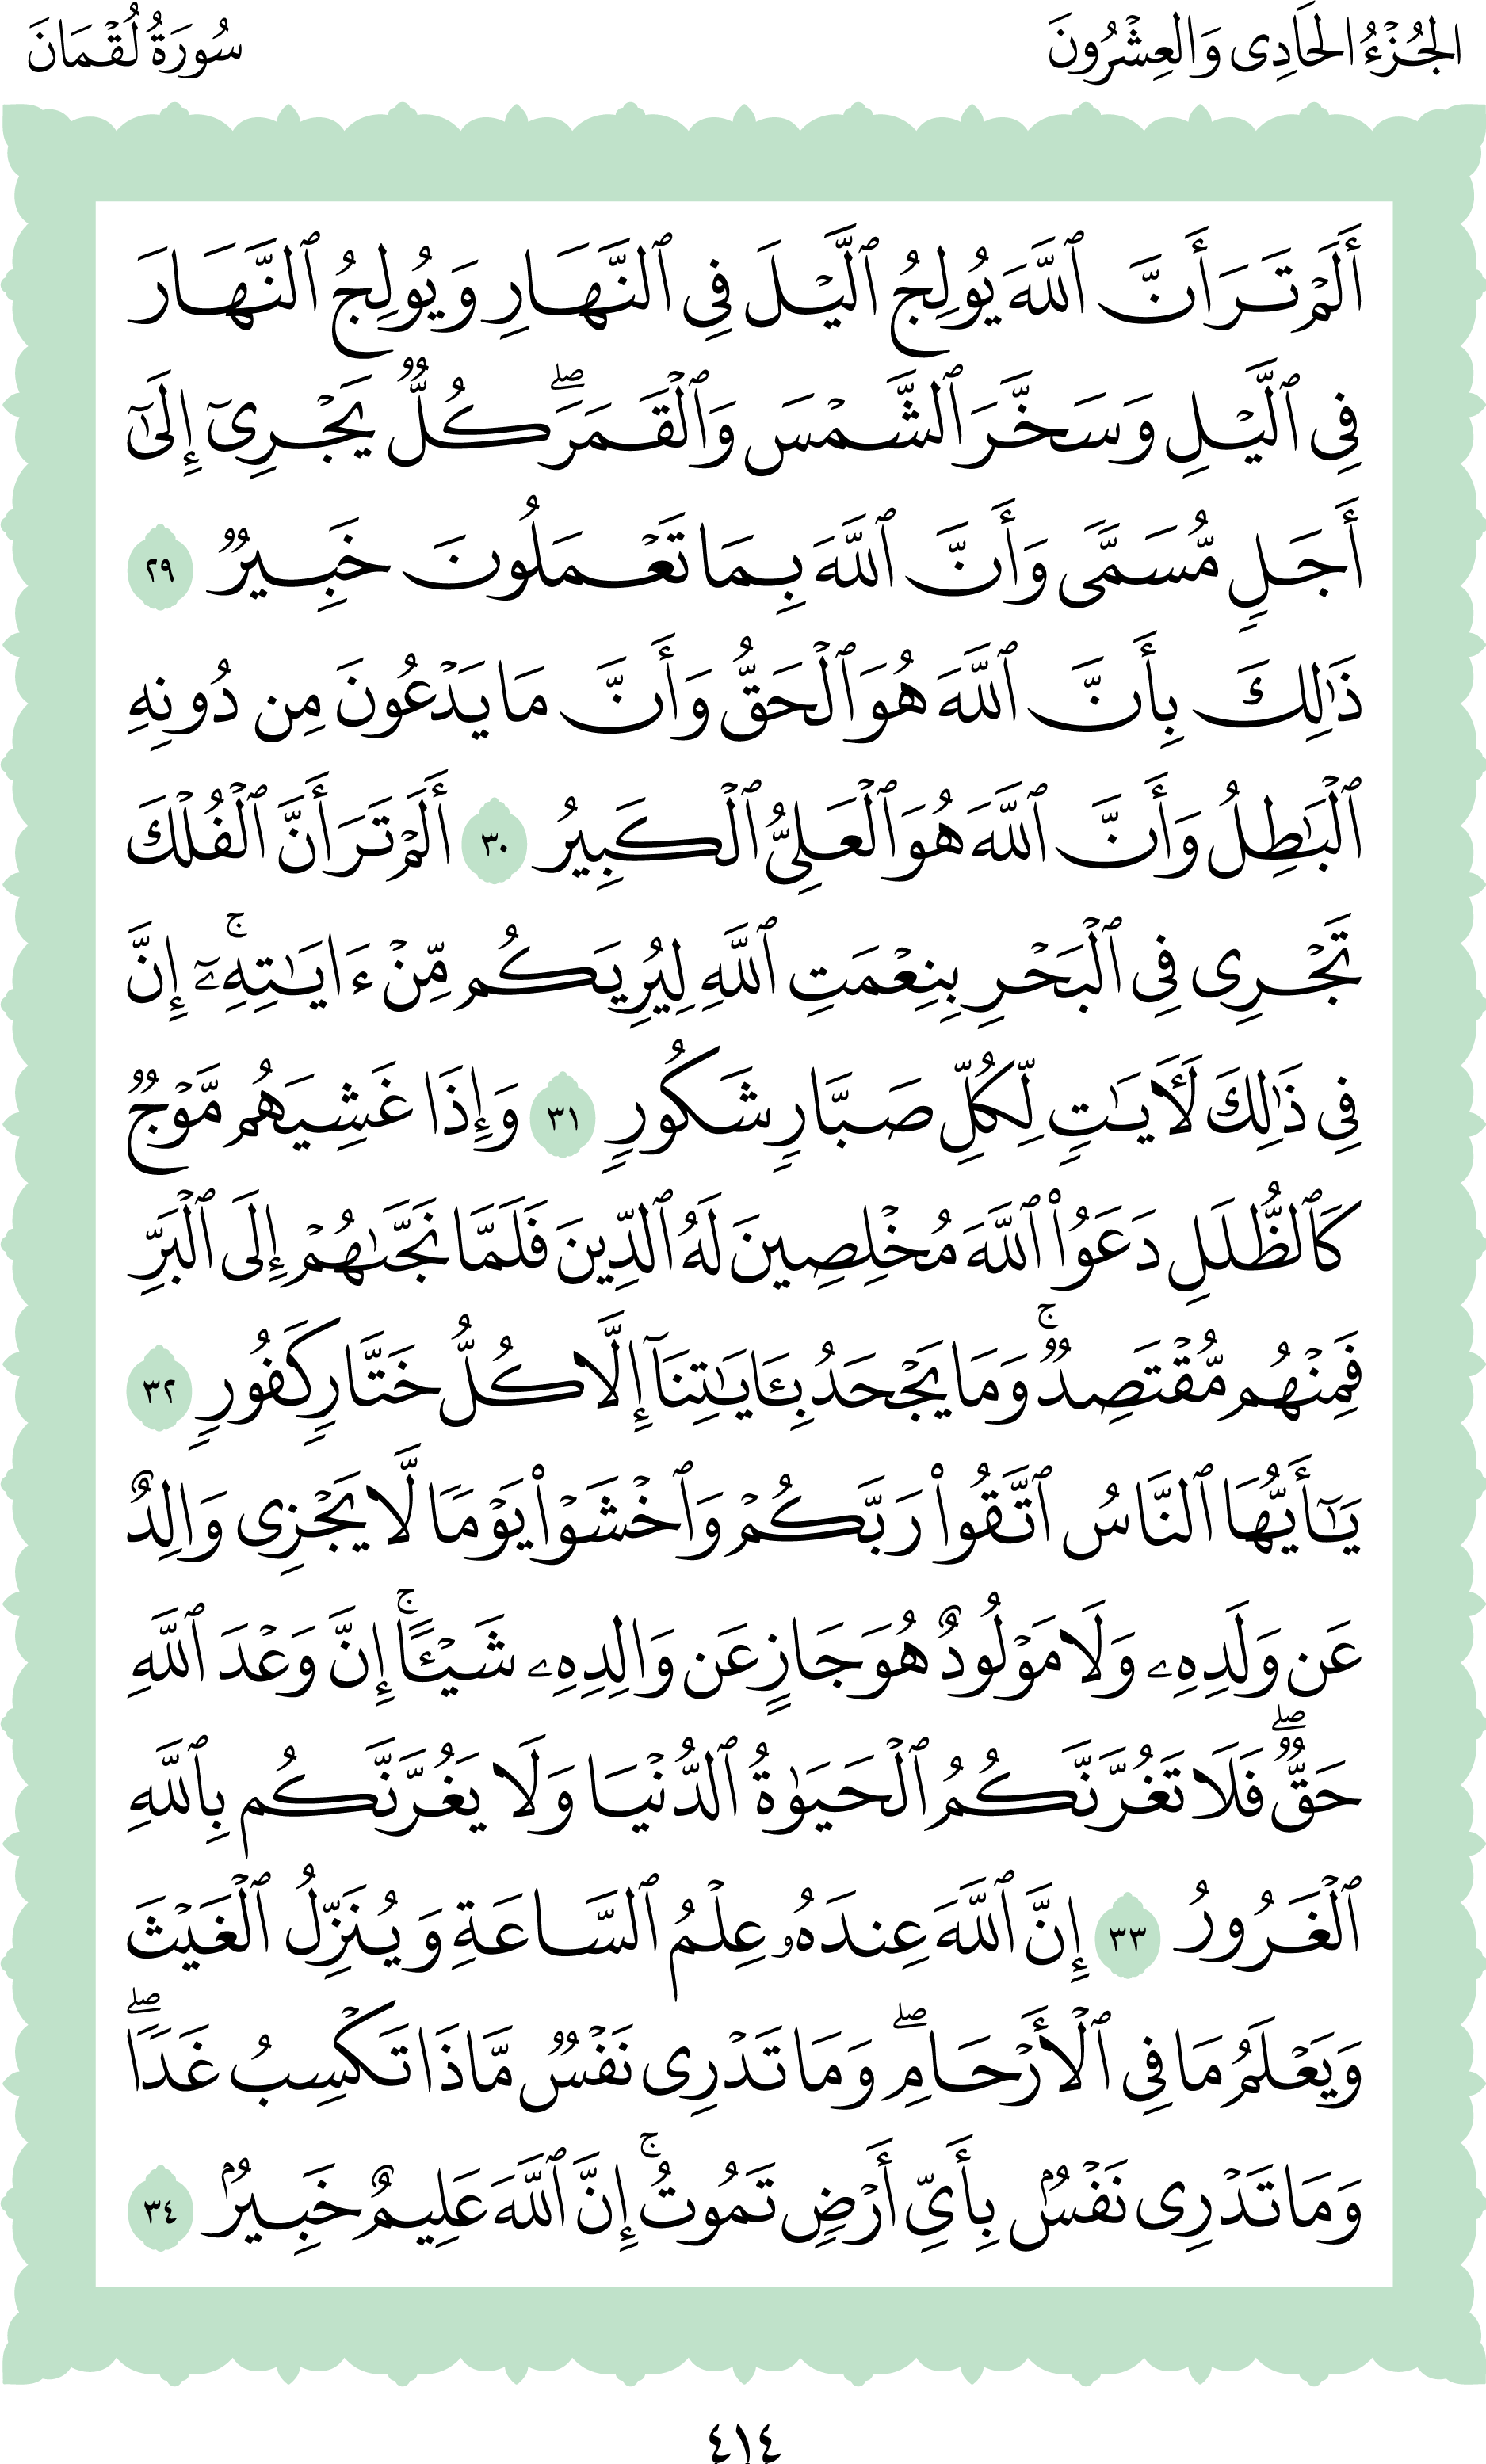 الجُزْءُ الحَادِى وَالعِشْرُونَ
سُورَةُ لُقْمَانَ
أَلَمْ تَرَ أَنَّ ٱللَّهَ يُولِجُ ٱلَّيْلَ فِى ٱلنَّهَارِ وَيُولِجُ ٱلنَّهَارَ
فِى ٱلَّيْلِ وَسَخَّرَ ٱلشَّمْسَ وَٱلْقَمَرَۖ كُلٌّ يَجْرِىٓ إِلَىٰٓ
أَجَلٍ مُّسَمًّى وَأَنَّ ٱللَّهَ بِمَا تَعْمَلُونَ خَبِيرٌ ٢٩
ذَٰلِكَ بِأَنَّ ٱللَّهَ هُوَ ٱلْحَقُّ وَأَنَّ مَا يَدْعُونَ مِن دُونِهِ
ٱلْبَٰطِلُ وَأَنَّ ٱللَّهَ هُوَ ٱلْعَلِىُّ ٱلْكَبِيرُ ٣٠ أَلَمْ تَرَ أَنَّ ٱلْفُلْكَ
تَجْرِى فِى ٱلْبَحْرِ بِنِعْمَتِ ٱللَّهِ لِيُرِيَكُم مِّنْ ءَايَٰتِهِۦٓۚ إِنَّ
فِى ذَٰلِكَ لَءَايَٰتٍ لِّكُلِّ صَبَّارٍ شَكُورٍ ٣١ وَإِذَا غَشِيَهُم مَّوْجٌ
كَٱلظُّلَلِ دَعَوُا۟ ٱللَّهَ مُخْلِصِينَ لَهُ ٱلدِّينَ فَلَمَّا نَجَّىٰهُمْ إِلَى ٱلْبَرِّ
فَمِنْهُم مُّقْتَصِدٌۚ وَمَا يَجْحَدُ بِـَٔايَٰتِنَآ إِلَّا كُلُّ خَتَّارٍ كَفُورٍ ٣٢
يَٰٓأَيُّهَا ٱلنَّاسُ ٱتَّقُوا۟ رَبَّكُمْ وَٱخْشَوْا۟ يَوْمًا لَّا يَجْزِى وَالِدٌ
عَن وَلَدِهِۦ وَلَا مَوْلُودٌ هُوَ جَازٍ عَن وَالِدِهِۦ شَيْـًٔاۚ إِنَّ وَعْدَ ٱللَّهِ
حَقٌّۖ فَلَا تَغُرَّنَّكُمُ ٱلْحَيَوٰةُ ٱلدُّنْيَا وَلَا يَغُرَّنَّكُم بِٱللَّهِ
ٱلْغَرُورُ ٣٣ إِنَّ ٱللَّهَ عِندَهُۥ عِلْمُ ٱلسَّاعَةِ وَيُنَزِّلُ ٱلْغَيْثَ
وَيَعْلَمُ مَا فِى ٱلْأَرْحَامِۖ وَمَا تَدْرِى نَفْسٌ مَّاذَا تَكْسِبُ غَدًاۖ
وَمَا تَدْرِى نَفْسٌۢ بِأَىِّ أَرْضٍ تَمُوتُۚ إِنَّ ٱللَّهَ عَلِيمٌ خَبِيرٌۢ ٣٤
٤١٤